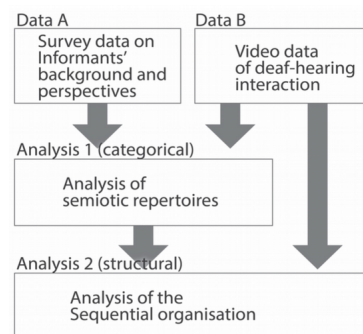 Data A
Survey data on
Informants'
background and
perspectives
Data B
Video data
of deaf-hearing
interaction
Analysis 1 (categorical)
Analysis of
semiotic repertoires
Analysis 2 (structural)
Analysis of the
Sequential organisation